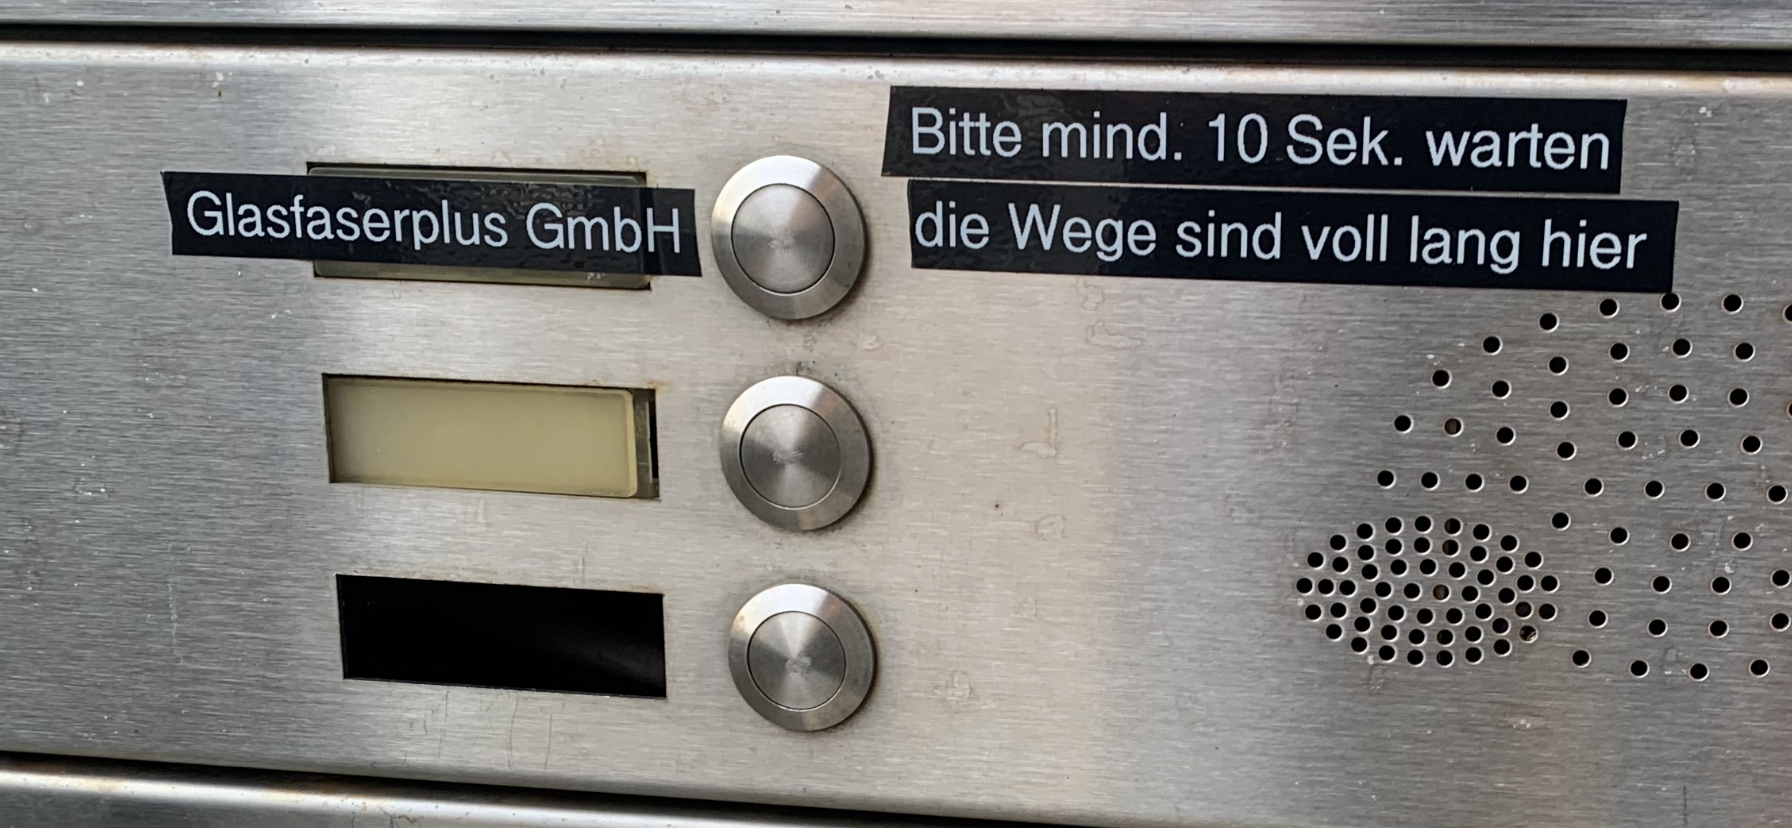 Glasfaserplus GmbH
Bitte mind. 10 Sek. warten
die Wege sind voll lang hier